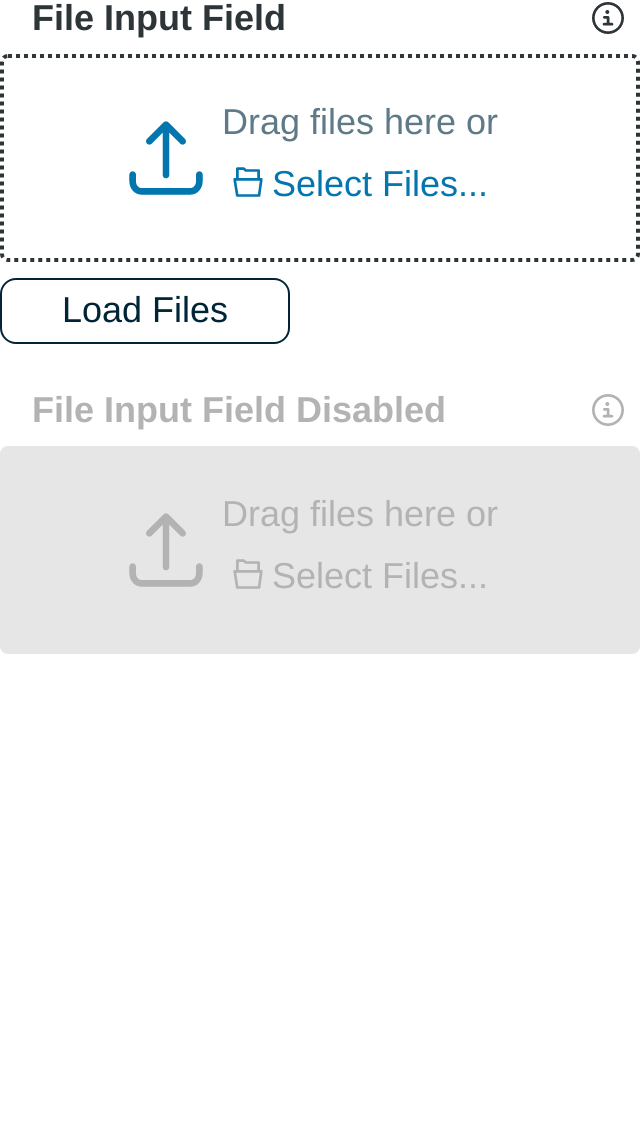 File Input Field
Drag files here or
Select Files...
Load Files
File Input Field Disabled
Drag files here or
Select Files...